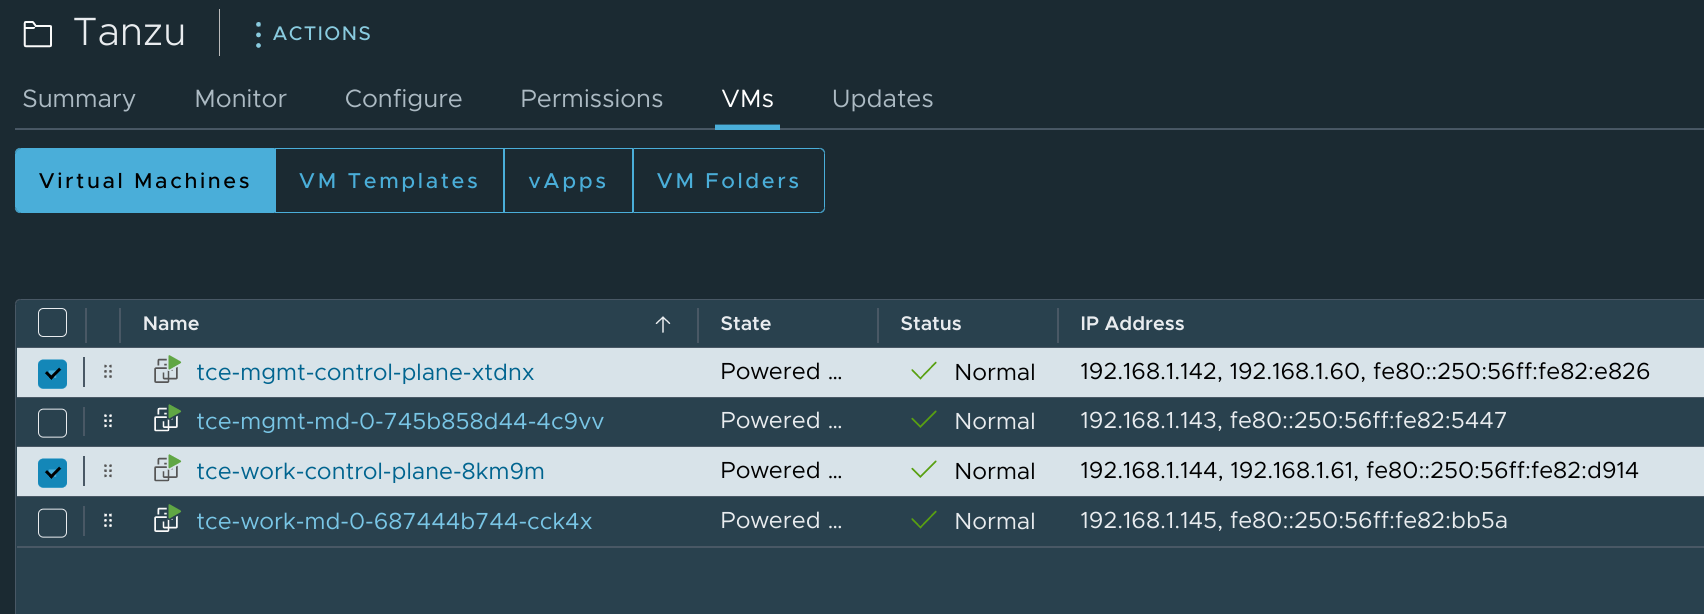 Tanzu ACTIONS
Summary Monitor Configure Permissions VMs Updates
Virtual Machines VM Templates vApps VM Folders
Name State Status IP Address
tce-mgmt-control-plane-xtdnx Powered ... Normal 192.168.1.142, 192.168.1.60, fe80::250:56ff:fe82:e826
tce-mgmt-md-0-745b858d44-4c9vv Powered ... Normal 192.168.1.143, fe80::250:56ff:fe82:5447
tce-work-control-plane-8km9m Powered ... Normal 192.168.1.144, 192.168.1.61, fe80::250:56ff:fe82:d914
tce-work-md-0-687444b744-cck4x Powered ... Normal 192.168.1.145, fe80::250:56ff:fe82:bb5a